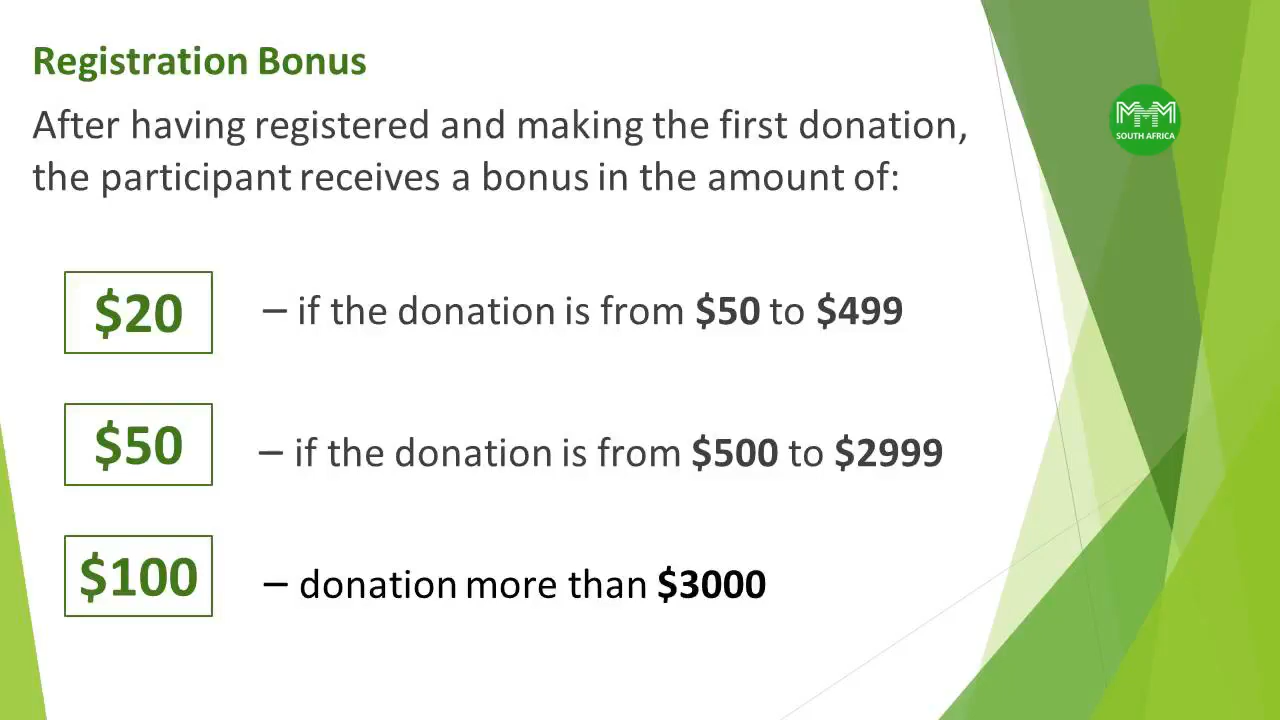 Registration Bonus
After having registered and making the first donation,
the participant receives a bonus in the amount of:
MMM
SOUTH AFRICA
$20 – if the donation is from $50 to $499
$50 – if the donation is from $500 to $2999
$100 – donation more than $3000